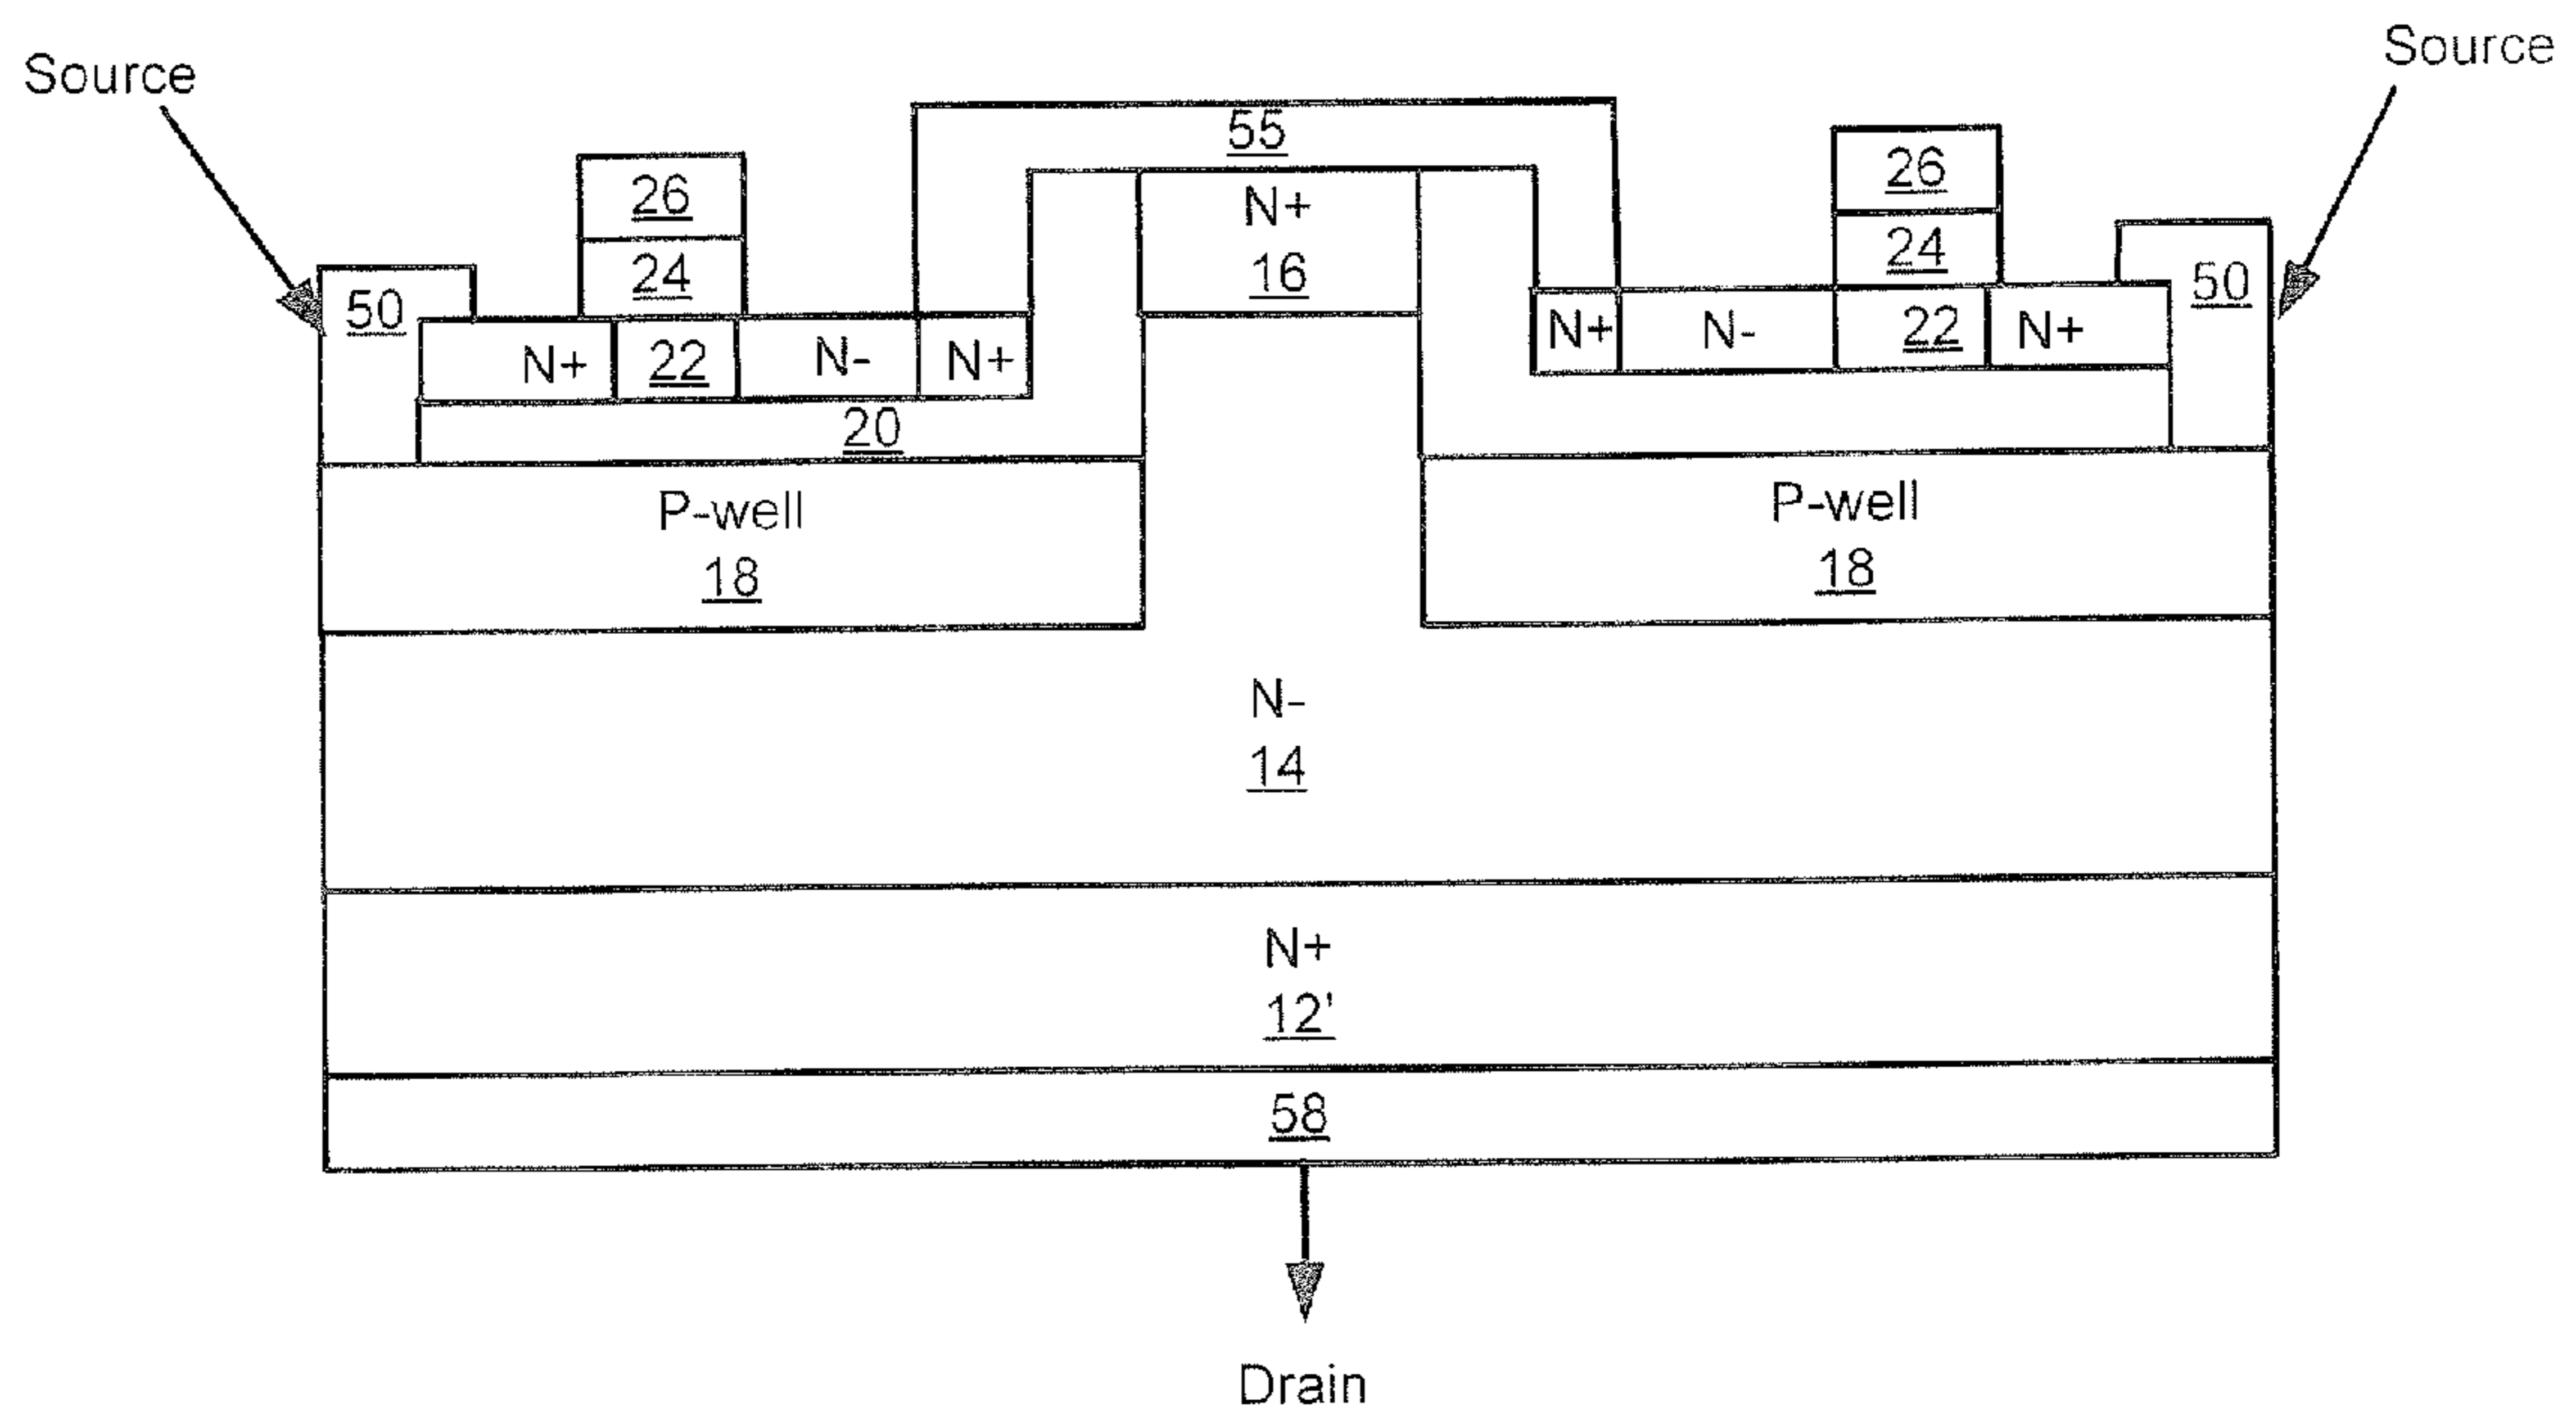 Source
Source
55
26
26
N+
24
24
16
50
50
N+
22
N-
N+
N+
N-
22
N+
20
P-well
P-well
18
18
N-
14
N+
12'
58
Drain